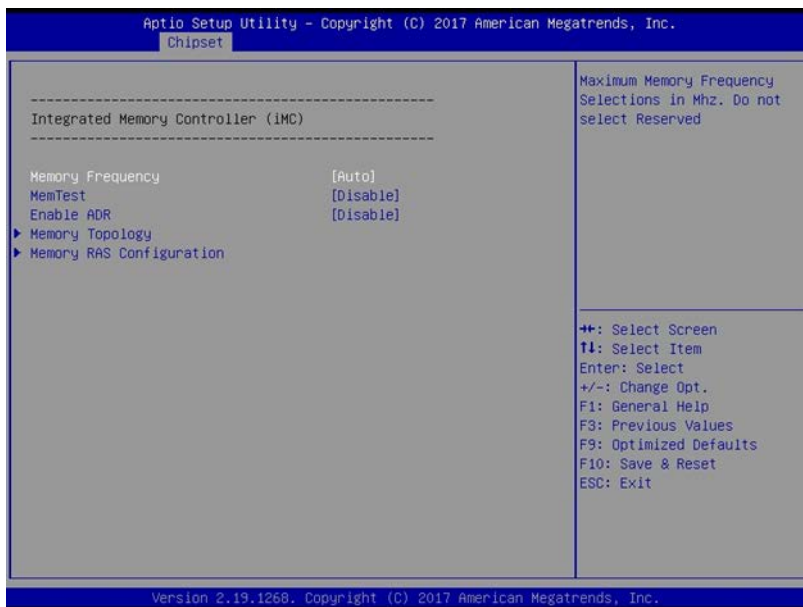 Aptio Setup Utility – Copyright (C) 2017 American Megatrends, Inc.
Chipset
------------------------------------------------
Integrated Memory Controller (iMC)
------------------------------------------------
Memory Frequency [Auto]
MemTest [Disable]
Enable ADR [Disable]
Memory Topology
Memory RAS Configuration
Maximum Memory Frequency
Selections in Mhz. Do not
select Reserved
→←: Select Screen
↑↓: Select Item
Enter: Select
+/-: Change Opt.
F1: General Help
F3: Previous Values
F9: Optimized Defaults
F10: Save & Reset
ESC: Exit
Version 2.19.1268. Copyright (C) 2017 American Megatrends, Inc.